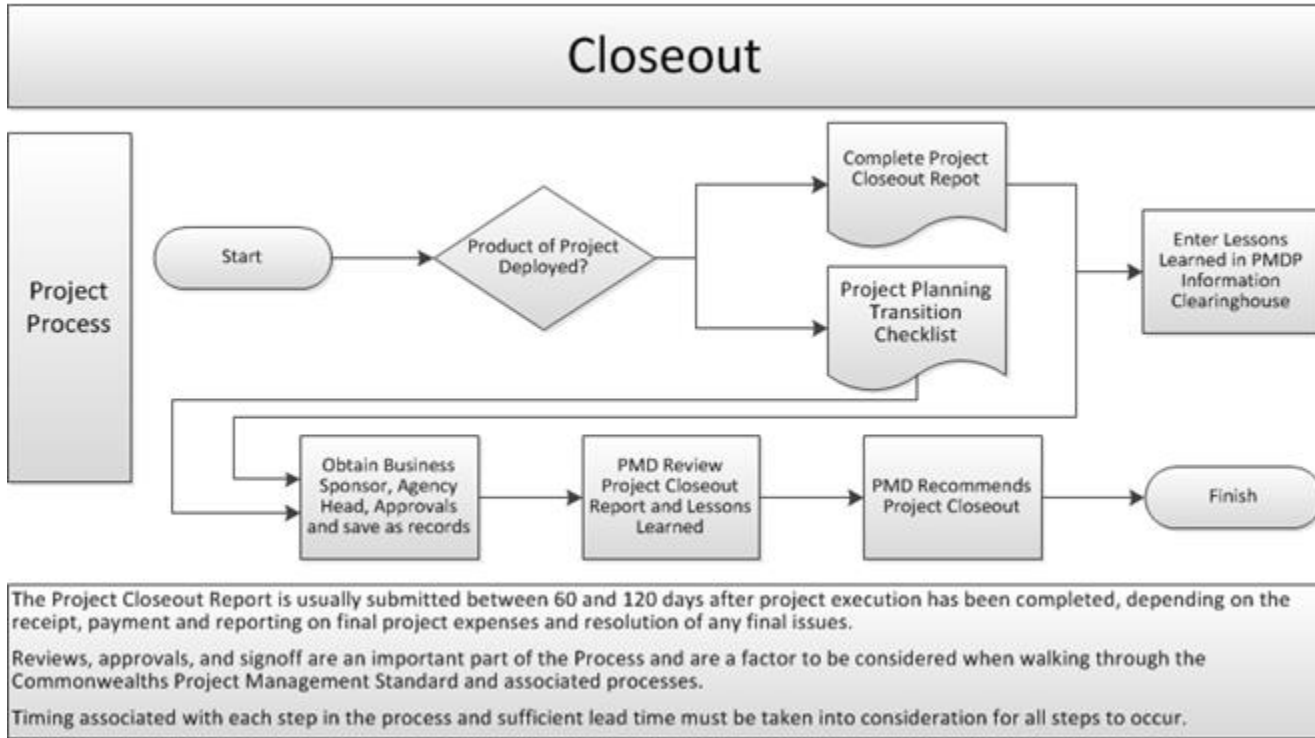 Closeout
Project
Process
Start
Product of Project
Deployed?
Complete Project
Closeout Repot
Project Planning
Transition
Checklist
Enter Lessons
Learned in PMDP
Information
Clearinghouse
Obtain Business
Sponsor, Agency
Head, Approvals
and save as records
PMD Review
Project Closeout
Report and Lessons
Learned
PMD Recommends
Project Closeout
Finish
The Project Closeout Report is usually submitted between 60 and 120 days after project execution has been completed, depending on the
receipt, payment and reporting on final project expenses and resolution of any final issues.
Reviews, approvals, and signoff are an important part of the Process and are a factor to be considered when walking through the
Commonwealths Project Management Standard and associated processes.
Timing associated with each step in the process and sufficient lead time must be taken into consideration for all steps to occur.